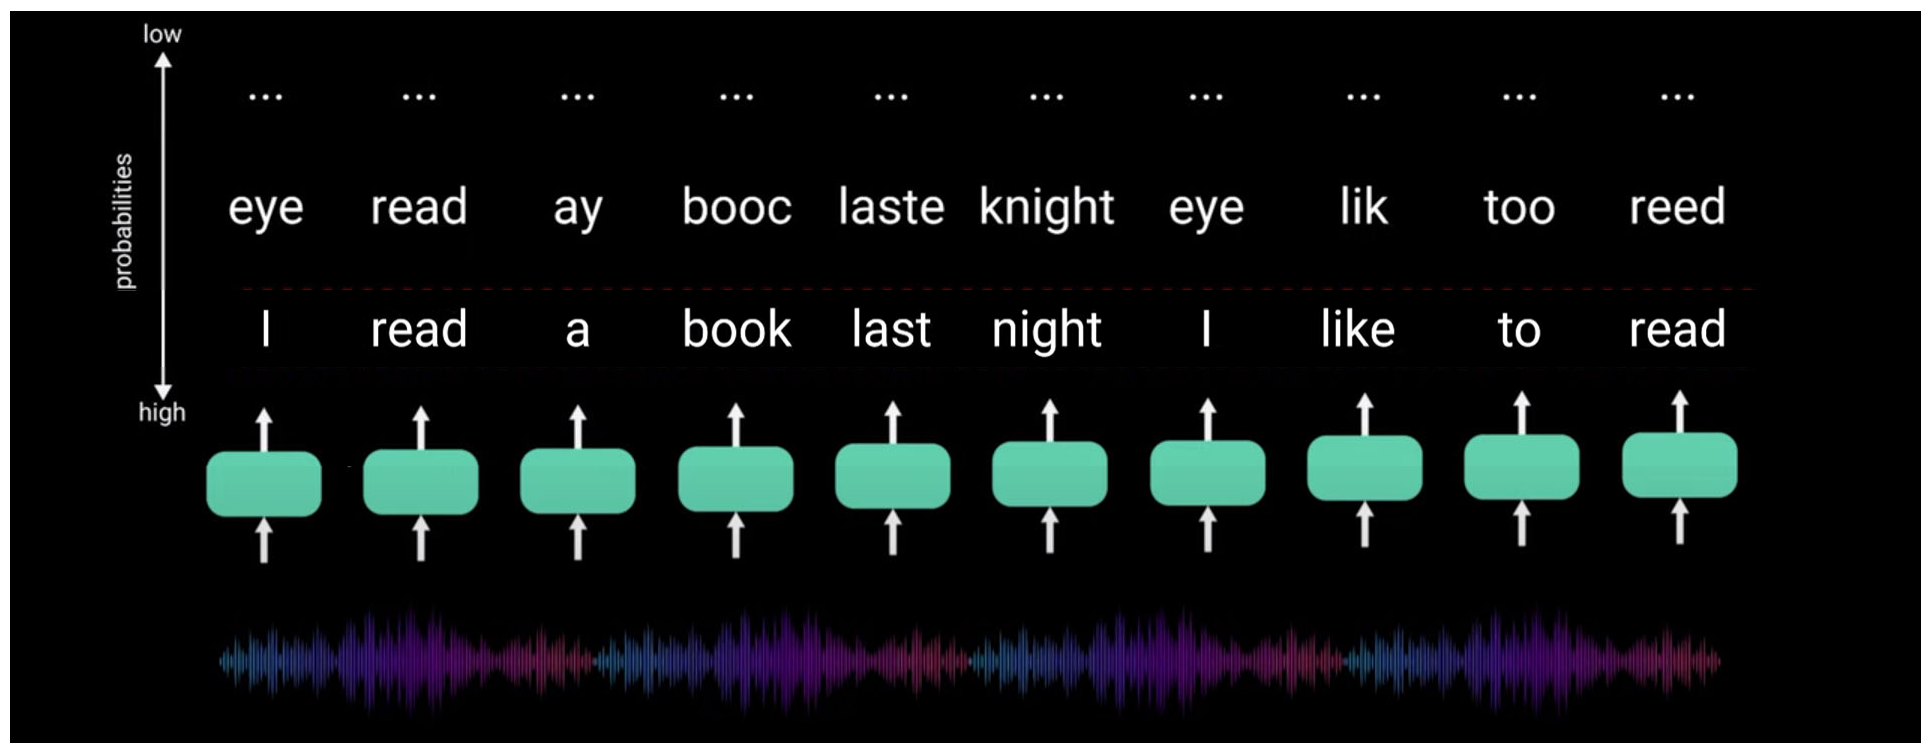 low
... ... ... ... ... ... ... ... ... ...
probabilities
eye read ay booc laste knight eye lik too reed
I read a book last night I like to read
high